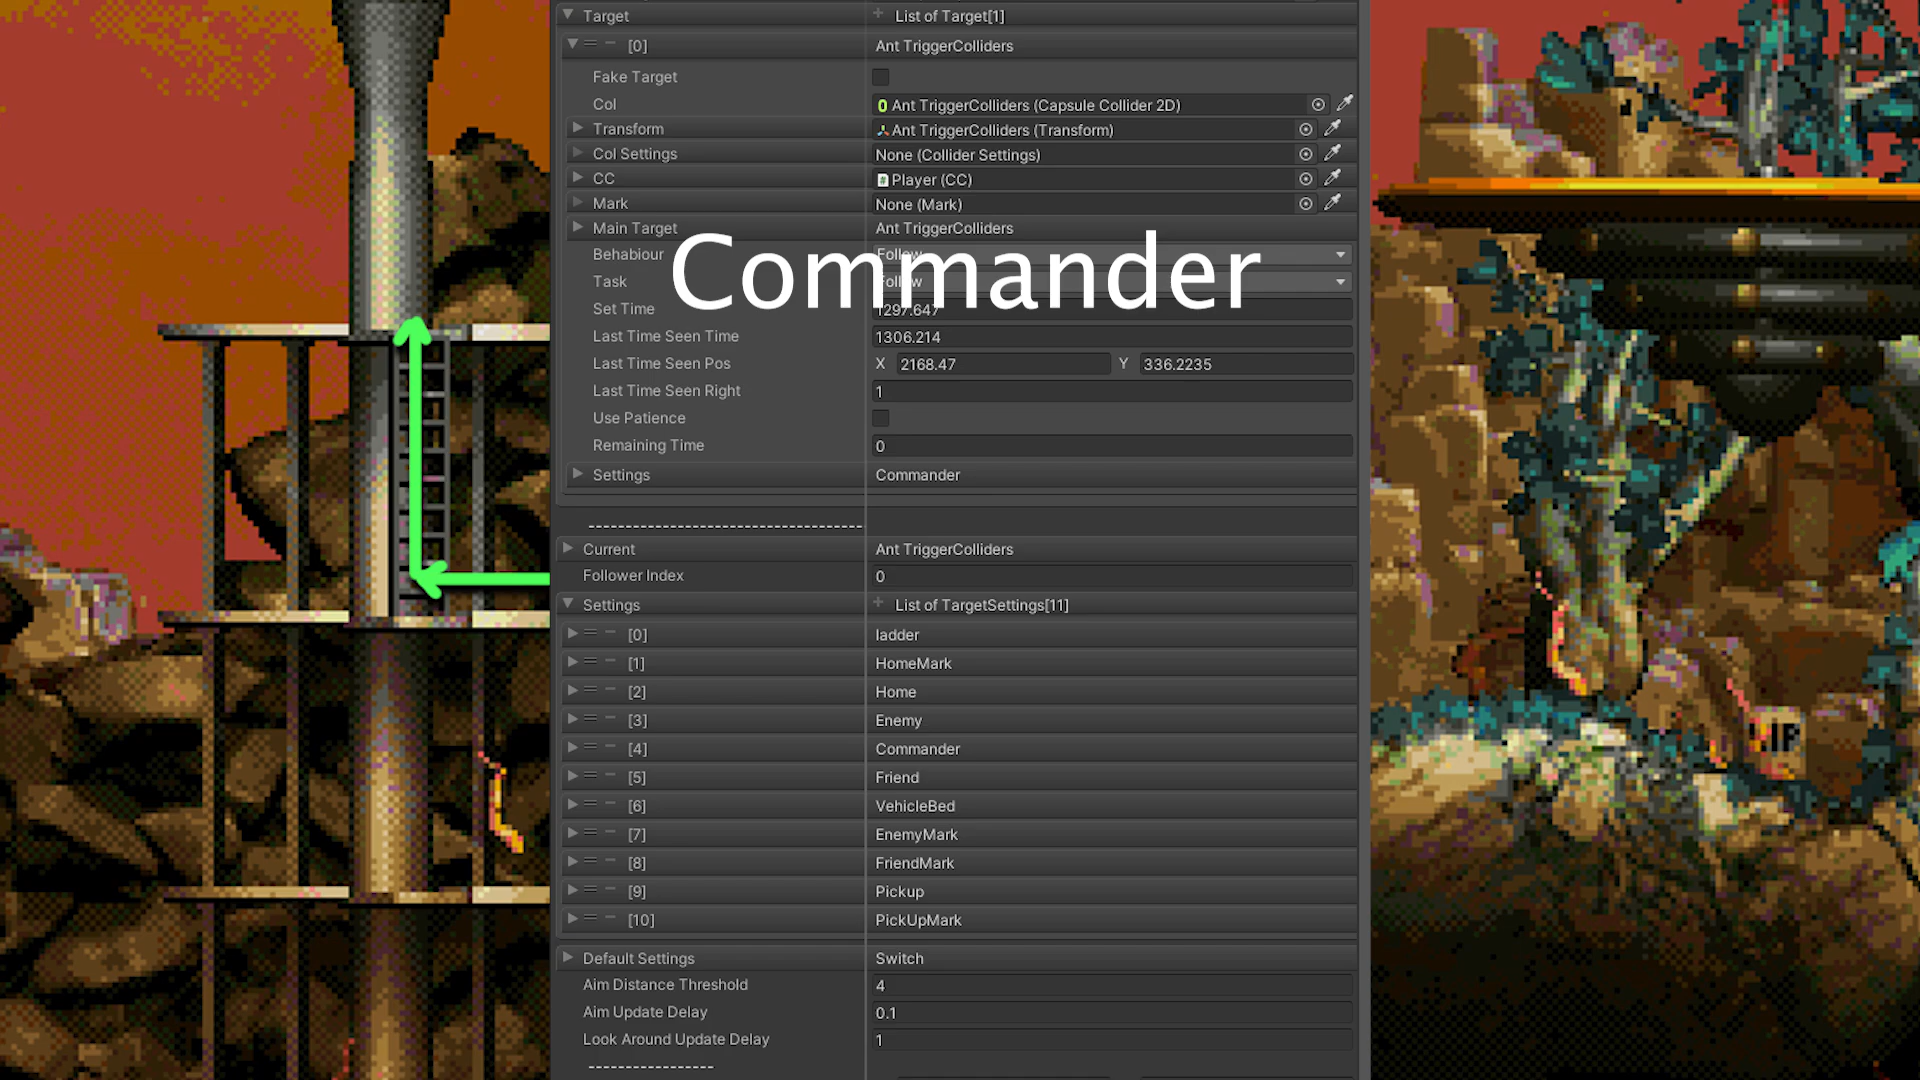 Target + List of Target[1]
[0] Ant TriggerColliders
Fake Target
Col Ant TriggerColliders (Capsule Collider 2D)
Transform Ant TriggerColliders (Transform)
Col Settings None (Collider Settings)
CC Player (CC)
Mark None (Mark)
Main Target Ant TriggerColliders
Commander
Behaviour Follow
Task Follow
Set Time 1297.647
Last Time Seen Time 1306.214
Last Time Seen Pos X 2168.47 Y 336.2235
Last Time Seen Right 1
Use Patience
Remaining Time 0
Settings Commander
-------------------------------------
Current Ant TriggerColliders
Follower Index 0
Settings + List of TargetSettings[11]
[0] ladder
[1] HomeMark
[2] Home
[3] Enemy
[4] Commander
[5] Friend
[6] VehicleBed
[7] EnemyMark
[8] FriendMark
[9] Pickup
[10] PickUpMark
Default Settings Switch
Aim Distance Threshold 4
Aim Update Delay 0.1
Look Around Update Delay 1
-----------------